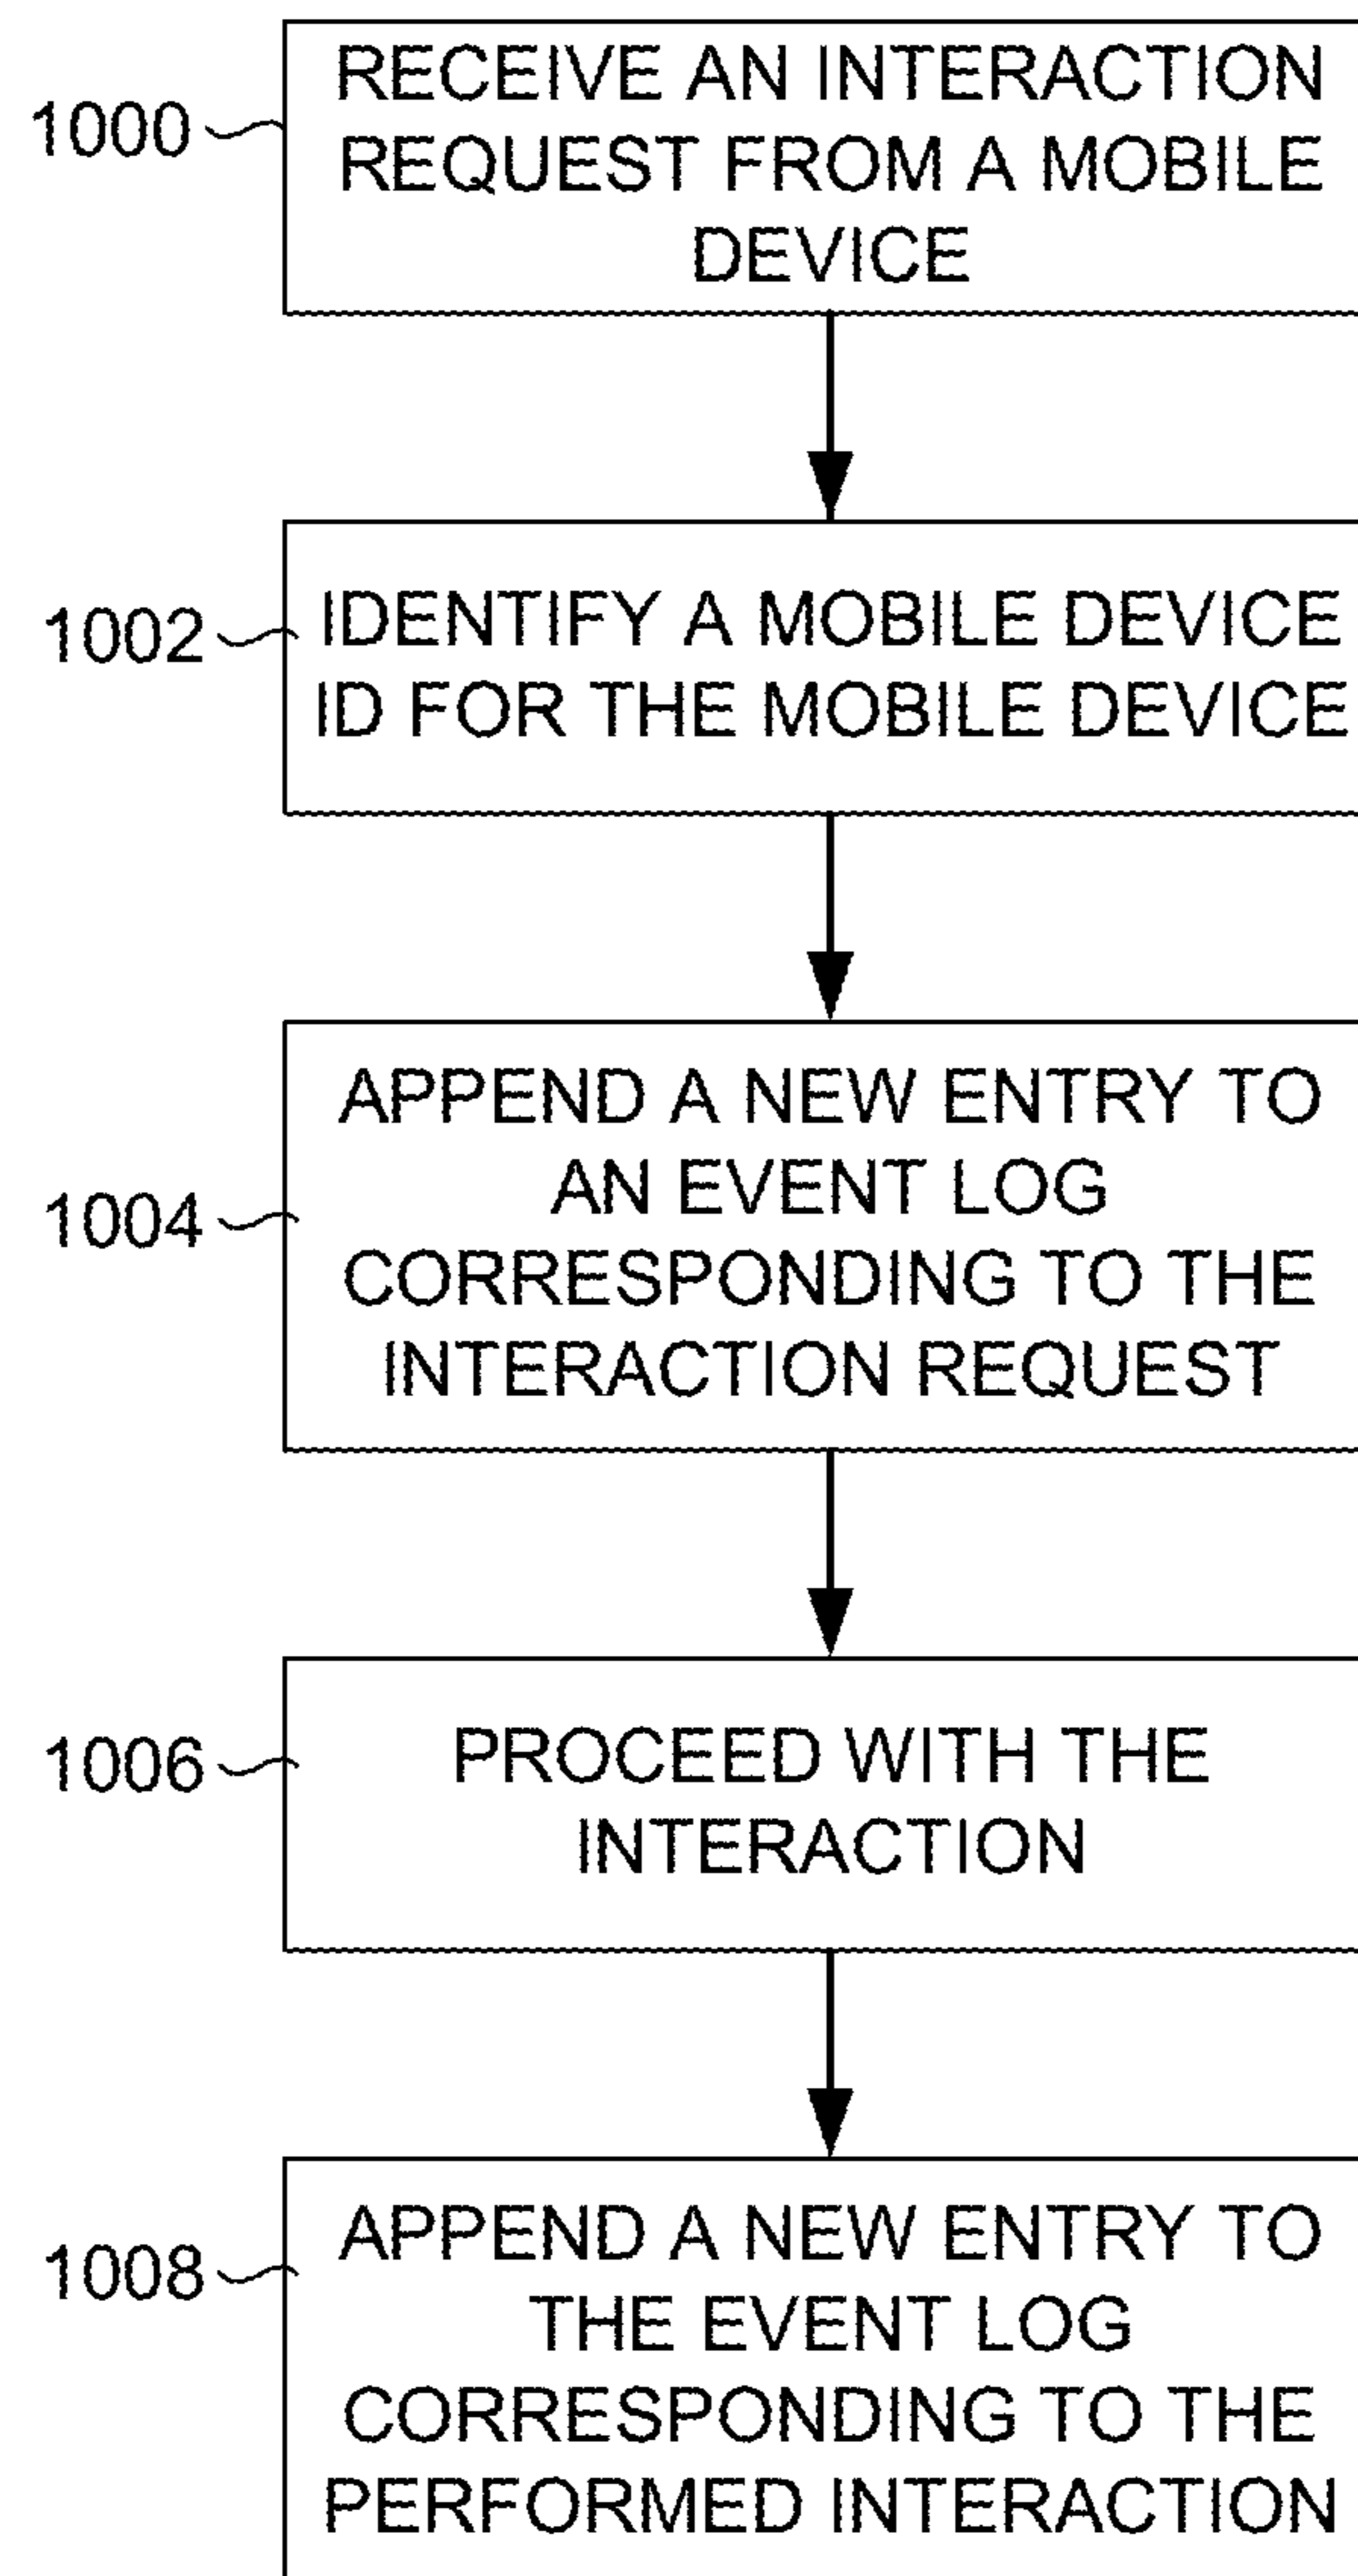 1000
RECEIVE AN INTERACTION
REQUEST FROM A MOBILE
DEVICE
1002
IDENTIFY A MOBILE DEVICE
ID FOR THE MOBILE DEVICE
1004
APPEND A NEW ENTRY TO
AN EVENT LOG
CORRESPONDING TO THE
INTERACTION REQUEST
1006
PROCEED WITH THE
INTERACTION
1008
APPEND A NEW ENTRY TO
THE EVENT LOG
CORRESPONDING TO THE
PERFORMED INTERACTION